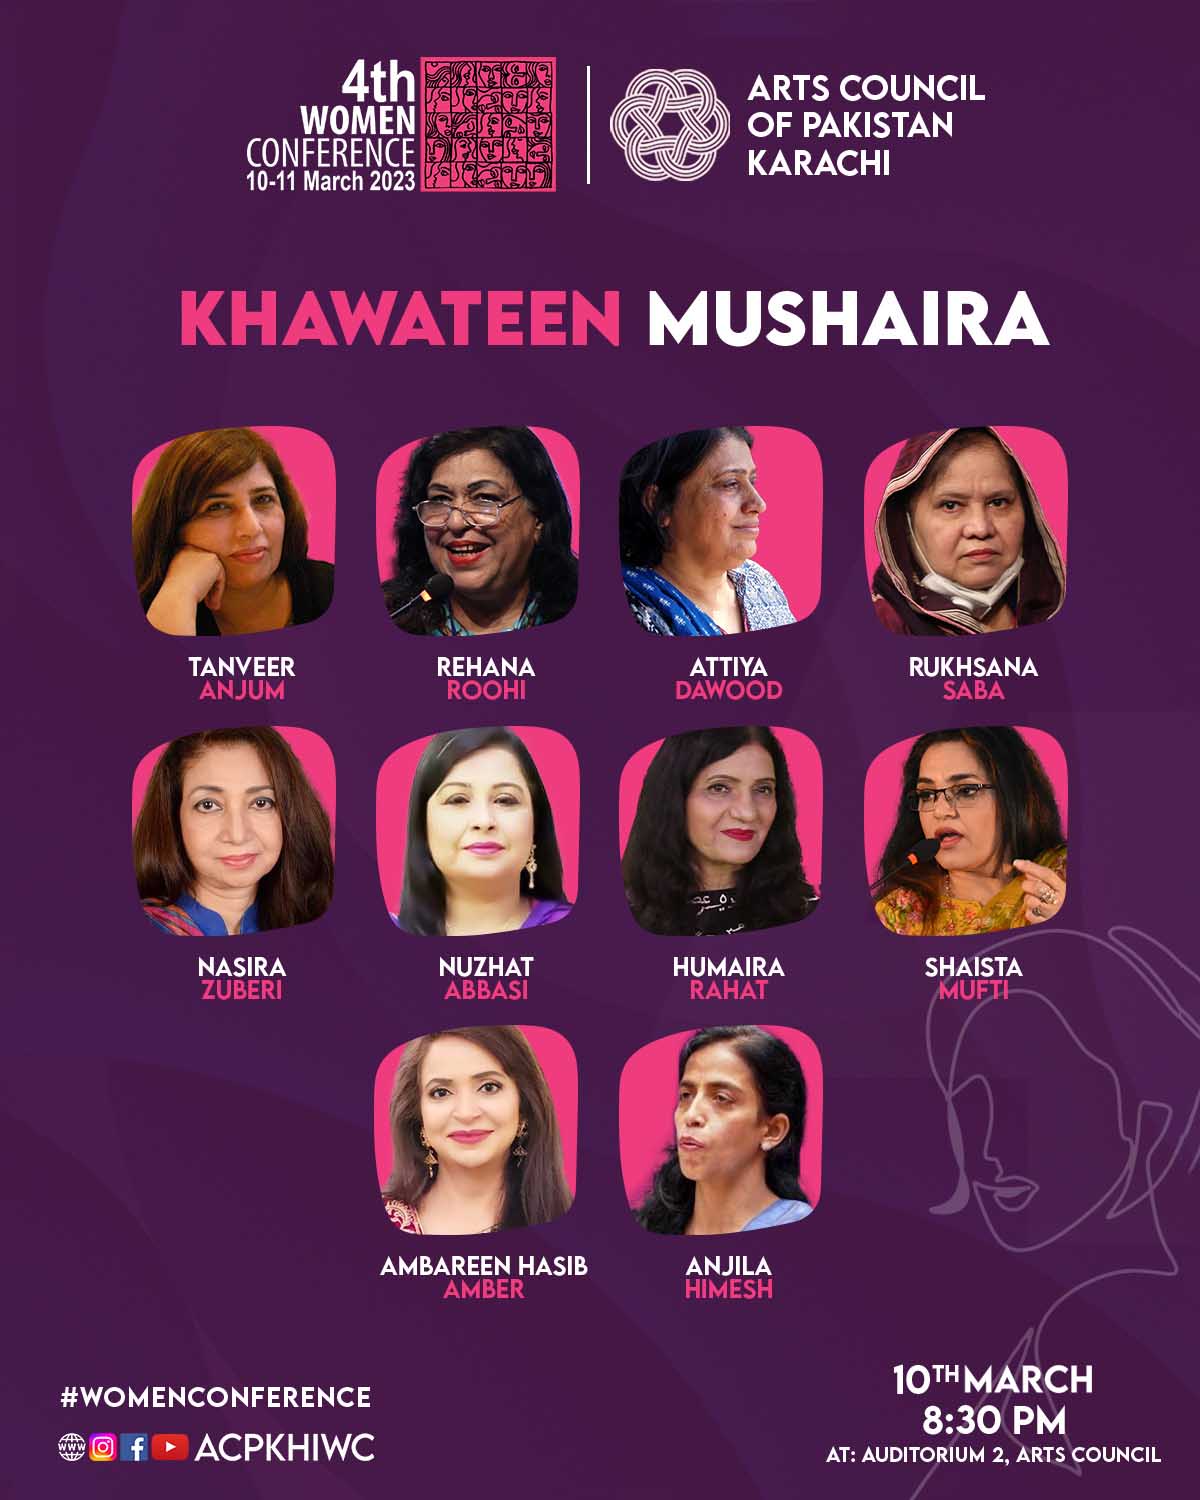 4th
WOMEN
CONFERENCE
10-11 March 2023
ARTS COUNCIL
OF PAKISTAN
KARACHI
KHAWATEEN MUSHAIRA
TANVEER
ANJUM
REHANA
ROOHI
ATTIYA
DAWOOD
RUKHSANA
SABA
NASIRA
ZUBERI
NUZHAT
ABBASI
HUMAIRA
RAHAT
SHAISTA
MUFTI
AMBAREEN HASIB
AMBER
ANJILA
HIMESH
#WOMENCONFERENCE
WWW ACPKHIWC
10TH MARCH
8:30 PM
AT: AUDITORIUM 2, ARTS COUNCIL